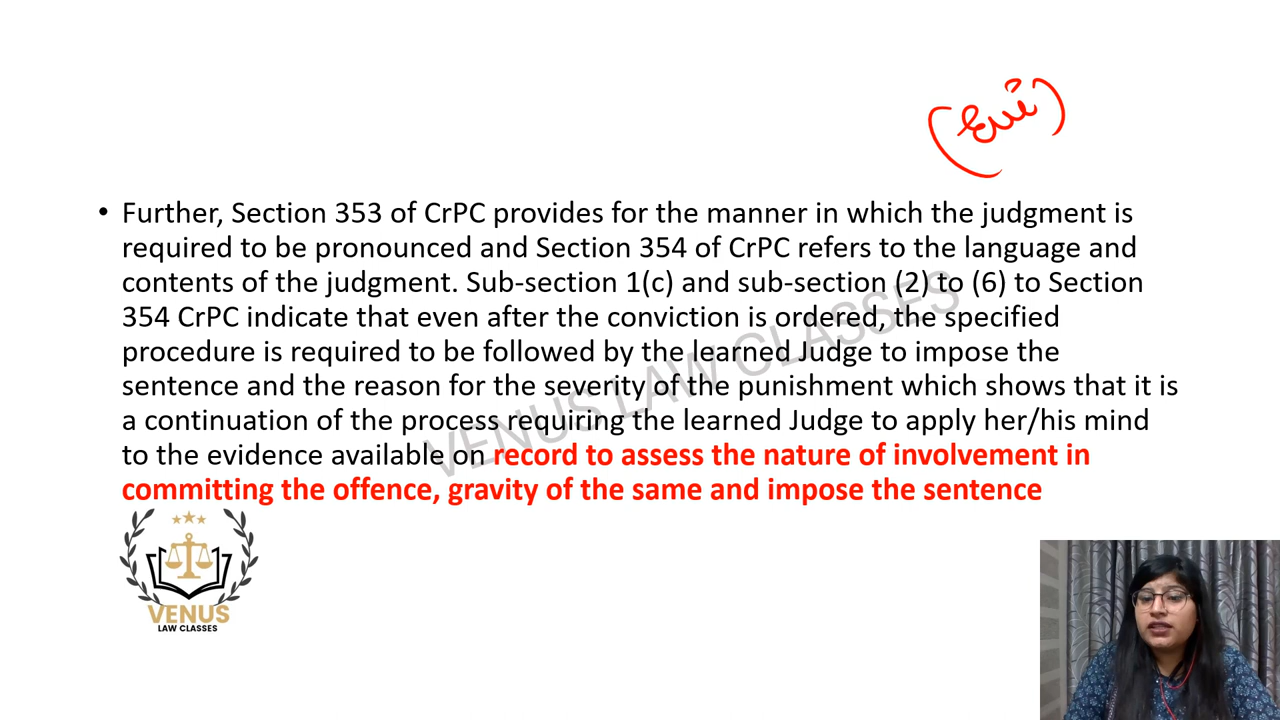 (Evi)
• Further, Section 353 of CrPC provides for the manner in which the judgment is
required to be pronounced and Section 354 of CrPC refers to the language and
contents of the judgment. Sub-section 1(c) and sub-section (2) to (6) to Section
354 CrPC indicate that even after the conviction is ordered, the specified
procedure is required to be followed by the learned Judge to impose the
sentence and the reason for the severity of the punishment which shows that it is
a continuation of the process requiring the learned Judge to apply her/his mind
to the evidence available on record to assess the nature of involvement in
committing the offence, gravity of the same and impose the sentence
VENUS LAW CLASSES
VENUS
LAW CLASSES